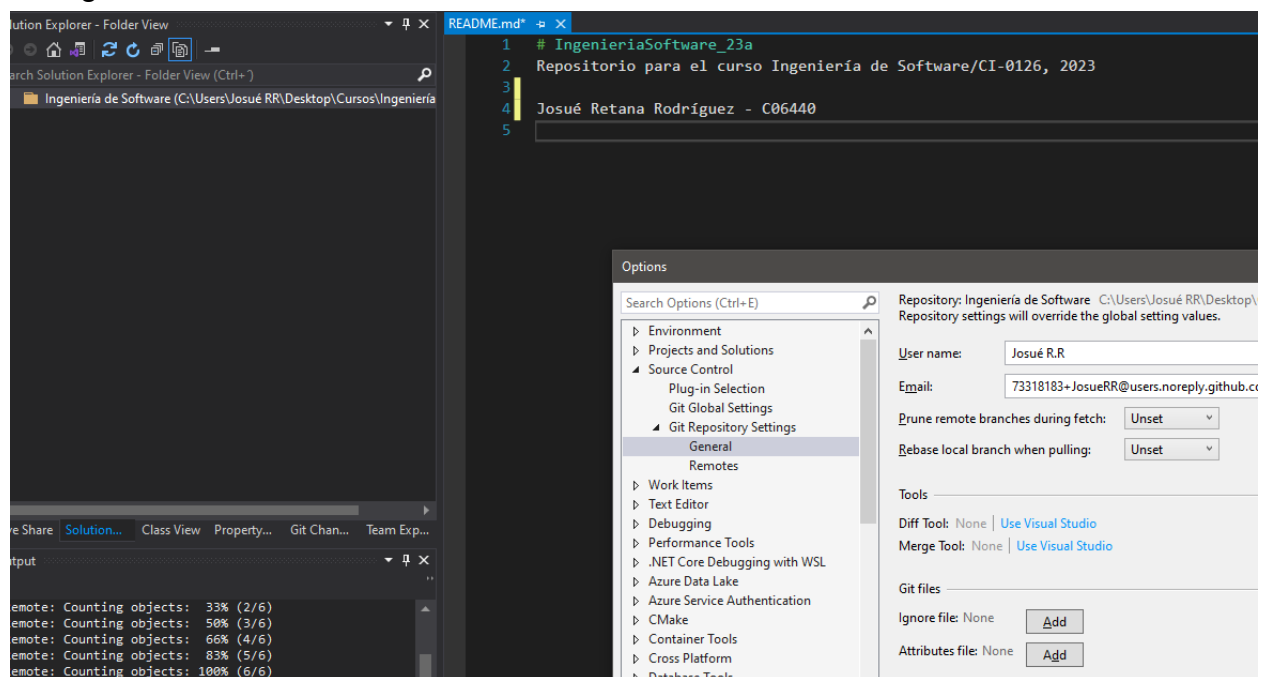 lution Explorer - Folder View
arch Solution Explorer - Folder View (Ctrl+´)
Ingeniería de Software (C:\Users\Josué RR\Desktop\Cursos\Ingeniería
ve Share Solution... Class View Property... Git Chan... Team Exp...
tput
emote: Counting objects: 33% (2/6)
emote: Counting objects: 50% (3/6)
emote: Counting objects: 66% (4/6)
emote: Counting objects: 83% (5/6)
emote: Counting objects: 100% (6/6)
README.md*
1 # IngenieriaSoftware_23a
2 Repositorio para el curso Ingeniería de Software/CI-0126, 2023
3
4 Josué Retana Rodríguez - C06440
5
Options
Search Options (Ctrl+E)
Environment
Projects and Solutions
Source Control
Plug-in Selection
Git Global Settings
Git Repository Settings
General
Remotes
Work Items
Text Editor
Debugging
Performance Tools
.NET Core Debugging with WSL
Azure Data Lake
Azure Service Authentication
CMake
Container Tools
Cross Platform
Database Tools
Repository: Ingeniería de Software C:\Users\Josué RR\Desktop\
Repository settings will override the global setting values.
User name: Josué R.R
Email: 73318183+JosueRR@users.noreply.github.co
Prune remote branches during fetch: Unset
Rebase local branch when pulling: Unset
Tools
Diff Tool: None | Use Visual Studio
Merge Tool: None | Use Visual Studio
Git files
Ignore file: None Add
Attributes file: None Add